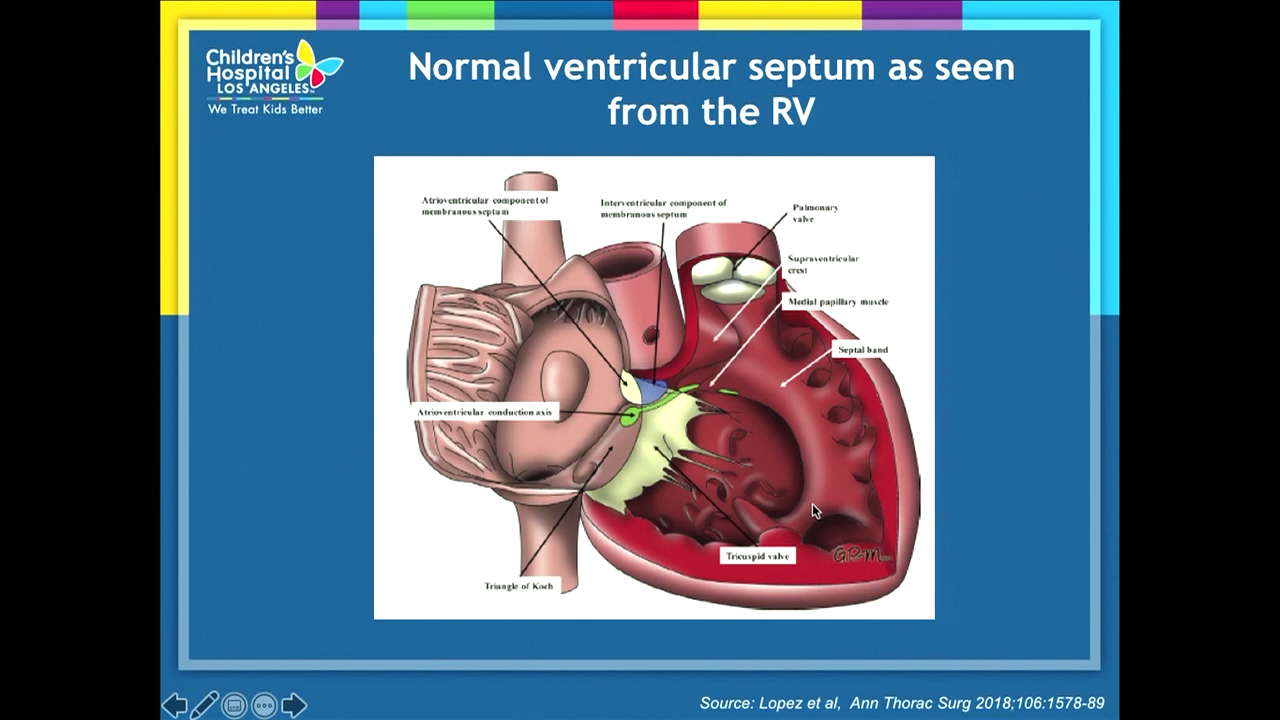 Children's
Hospital
LOS ANGELES
We Treat Kids Better
Normal ventricular septum as seen
from the RV
Atrioventricular component of
membranous septum
Interventricular component of
membranous septum
Pulmonary
valve
Supraventricular
crest
Medial papillary muscle
Septal band
Atrioventricular conduction axis
Tricuspid valve
Triangle of Koch
Source: Lopez et al, Ann Thorac Surg 2018;106:1578-89